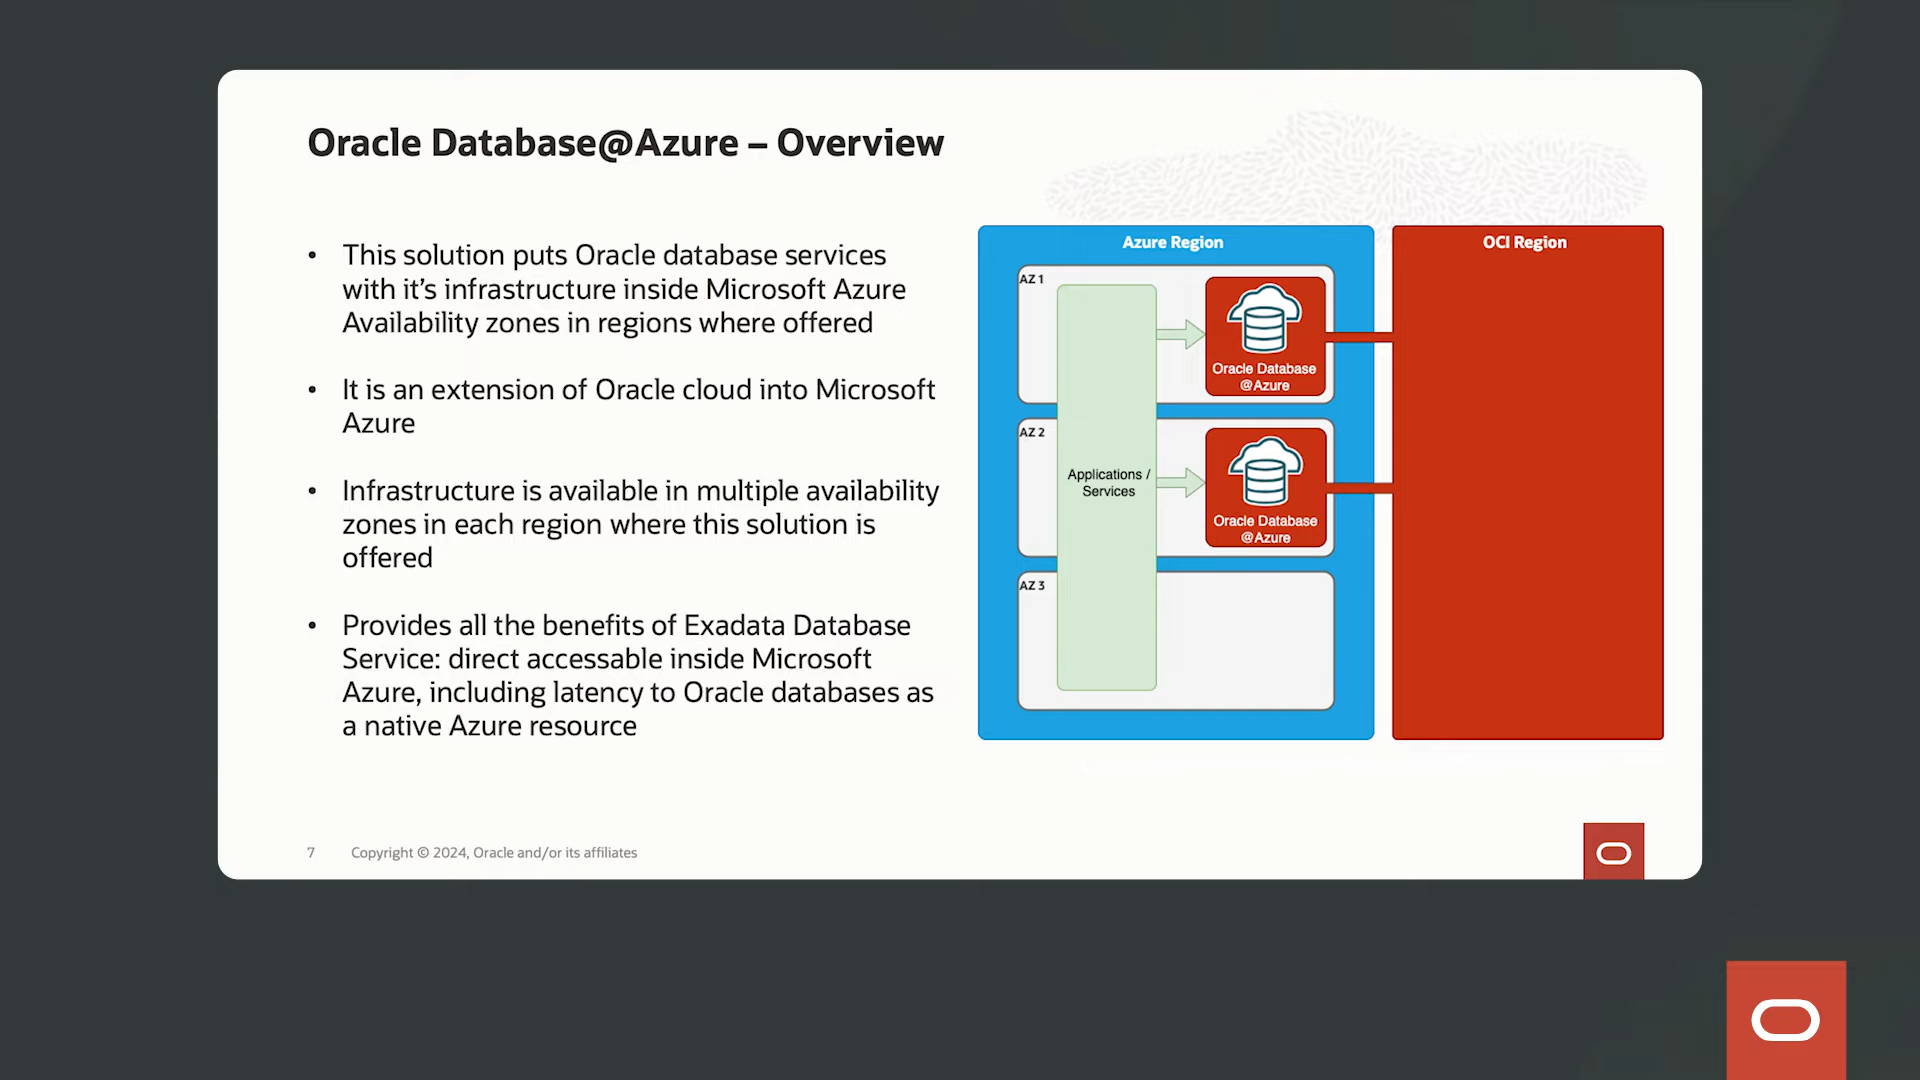 Oracle Database@Azure – Overview
• This solution puts Oracle database services
with it's infrastructure inside Microsoft Azure
Availability zones in regions where offered
• It is an extension of Oracle cloud into Microsoft
Azure
• Infrastructure is available in multiple availability
zones in each region where this solution is
offered
• Provides all the benefits of Exadata Database
Service: direct accessable inside Microsoft
Azure, including latency to Oracle databases as
a native Azure resource
Azure Region
AZ 1
Oracle Database
@Azure
AZ 2
Applications /
Services
Oracle Database
@Azure
AZ 3
OCI Region
7 Copyright © 2024, Oracle and/or its affiliates